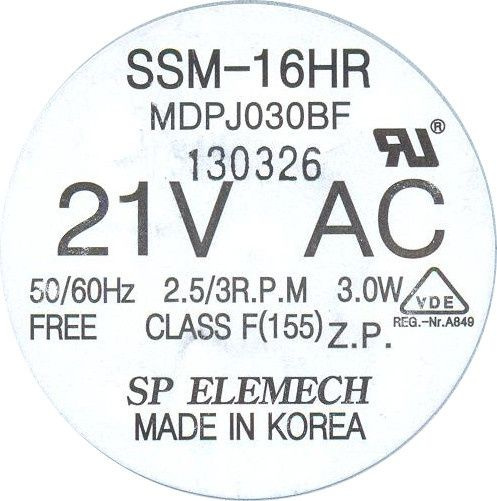 SSM-16HR
MDPJ030BF
130326
RU®
21V AC
50/60Hz 2.5/3R.P.M 3.0W VDE
REG.-Nr.A849
FREE CLASS F(155) Z.P.
SP ELEMECH
MADE IN KOREA